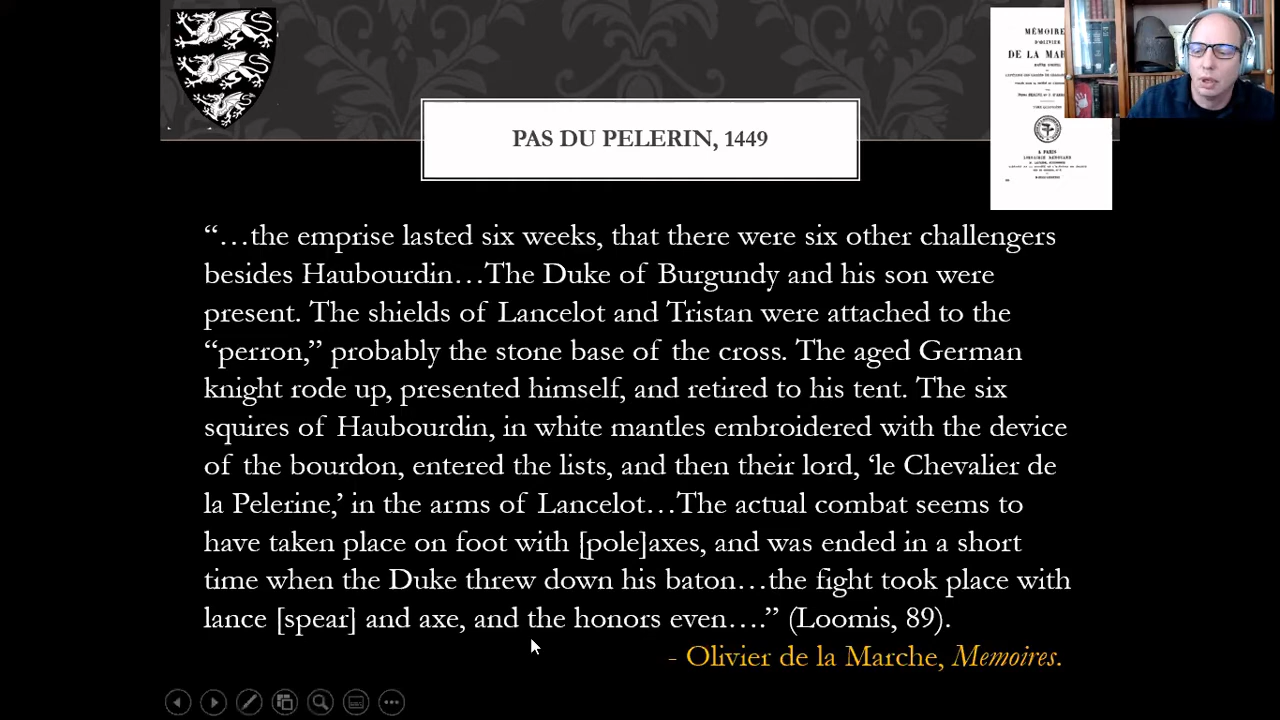 MÉMOIRE
D'OLIVIER
DE LA MAR
A PARIS
LIBRAIRIE RENOUARD
PAS DU PELERIN, 1449
“…the emprise lasted six weeks, that there were six other challengers
besides Haubourdin…The Duke of Burgundy and his son were
present. The shields of Lancelot and Tristan were attached to the
“perron,” probably the stone base of the cross. The aged German
knight rode up, presented himself, and retired to his tent. The six
squires of Haubourdin, in white mantles embroidered with the device
of the bourdon, entered the lists, and then their lord, ‘le Chevalier de
la Pelerine,’ in the arms of Lancelot…The actual combat seems to
have taken place on foot with [pole]axes, and was ended in a short
time when the Duke threw down his baton…the fight took place with
lance [spear] and axe, and the honors even….” (Loomis, 89).
- Olivier de la Marche, Memoires.